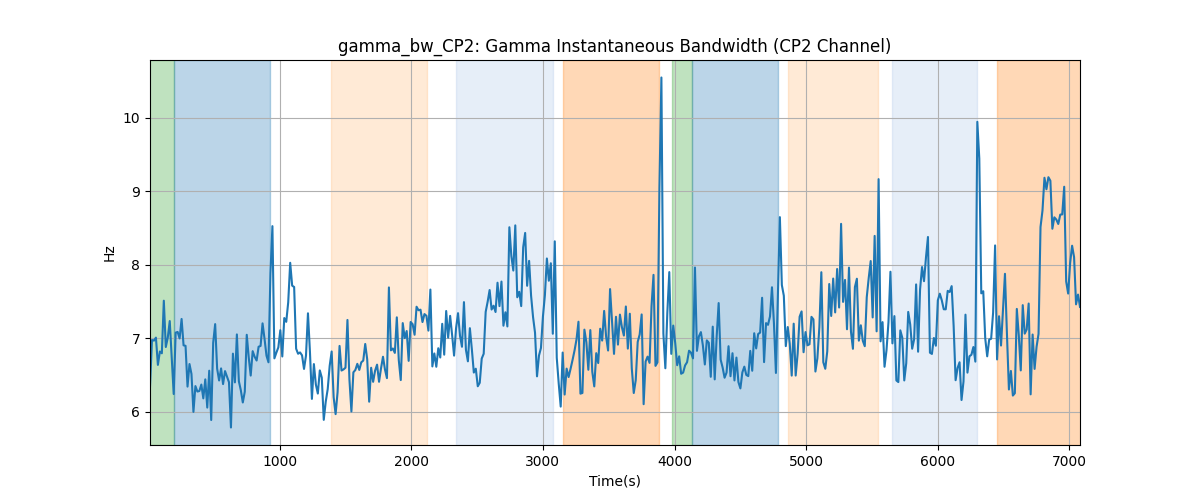 gamma_bw_CP2: Gamma Instantaneous Bandwidth (CP2 Channel)
10
9
8
7
6
Hz
1000 2000 3000 4000 5000 6000 7000
Time(s)